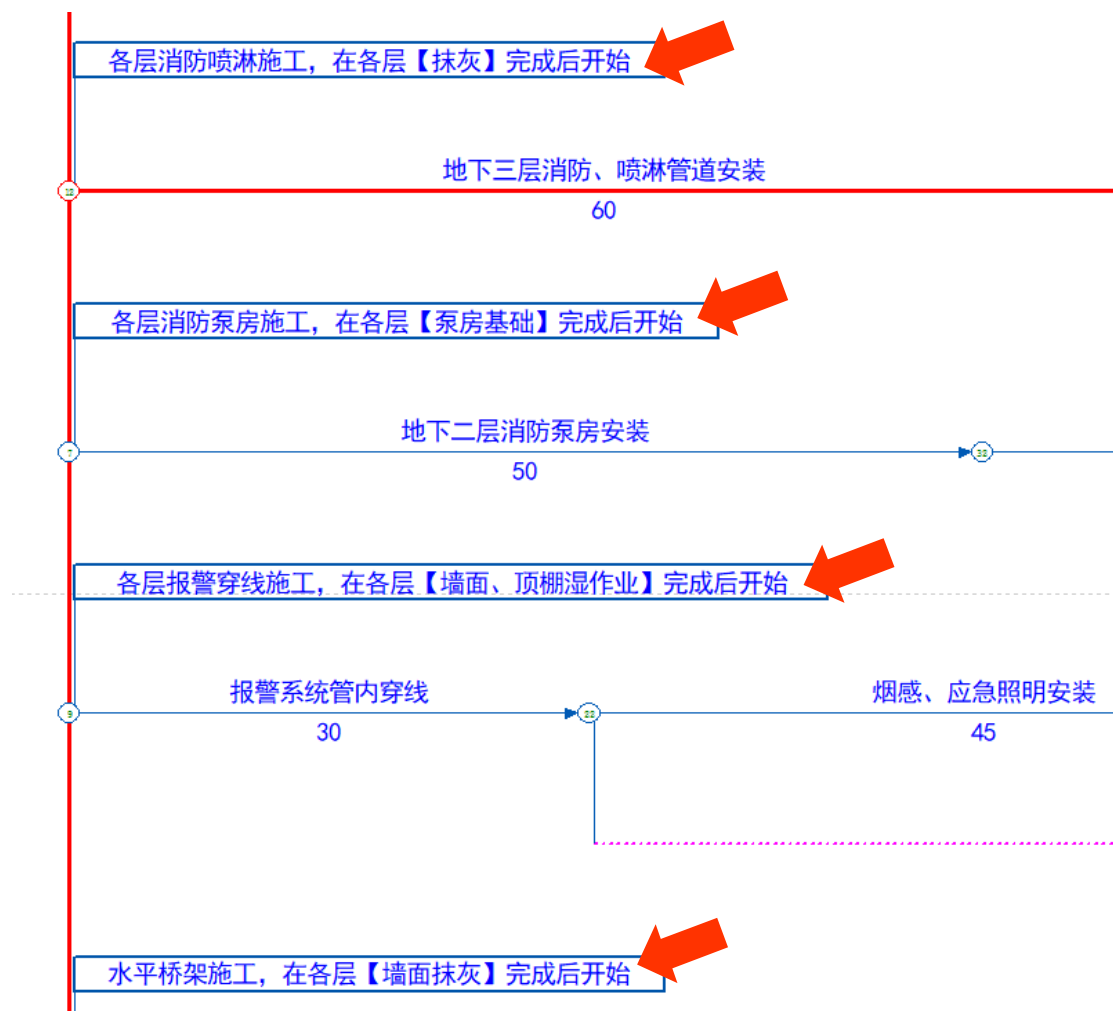 各层消防喷淋施工，在各层【抹灰】完成后开始
地下三层消防、喷淋管道安装
12
60
各层消防泵房施工，在各层【泵房基础】完成后开始
地下二层消防泵房安装
7
32
50
各层报警穿线施工，在各层【墙面、顶棚湿作业】完成后开始
报警系统管内穿线
烟感、应急照明安装
9
22
30
45
水平桥架施工，在各层【墙面抹灰】完成后开始